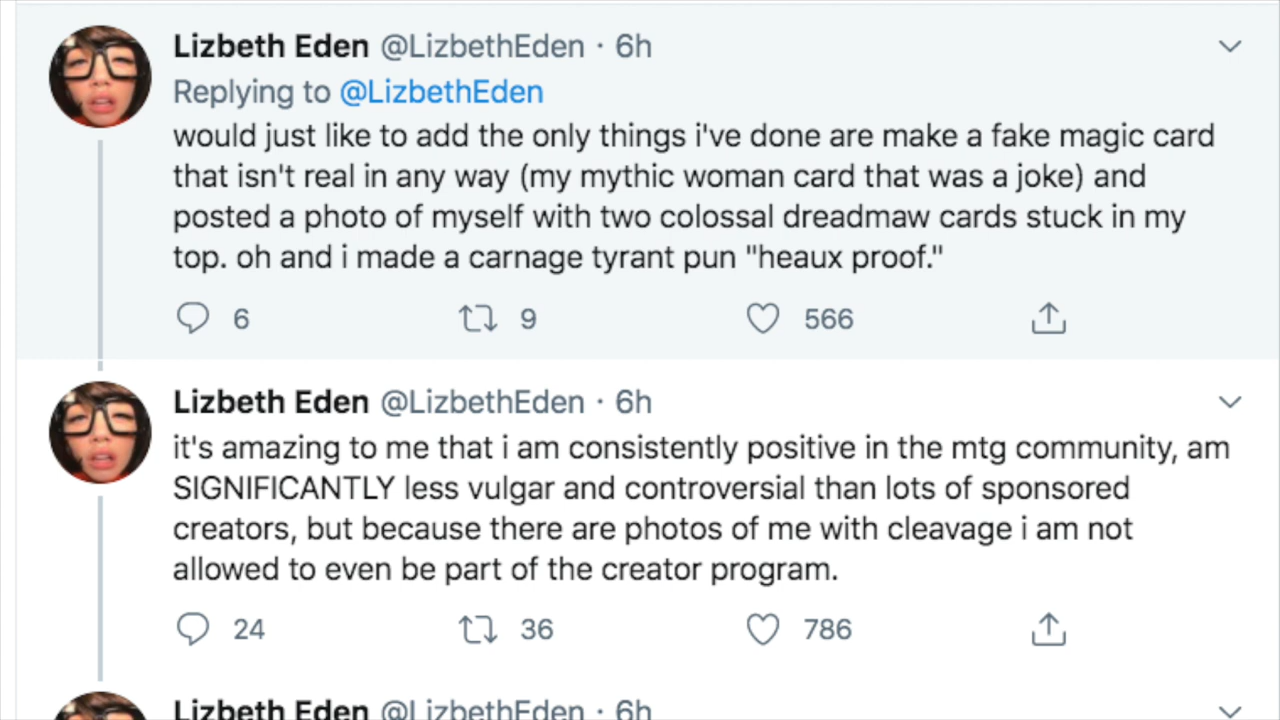 Lizbeth Eden @LizbethEden · 6h
Replying to @LizbethEden
would just like to add the only things i've done are make a fake magic card
that isn't real in any way (my mythic woman card that was a joke) and
posted a photo of myself with two colossal dreadmaw cards stuck in my
top. oh and i made a carnage tyrant pun "heaux proof."
6 9 566
Lizbeth Eden @LizbethEden · 6h
it's amazing to me that i am consistently positive in the mtg community, am
SIGNIFICANTLY less vulgar and controversial than lots of sponsored
creators, but because there are photos of me with cleavage i am not
allowed to even be part of the creator program.
24 36 786
Lizbeth Eden @LizbethEden · 6h